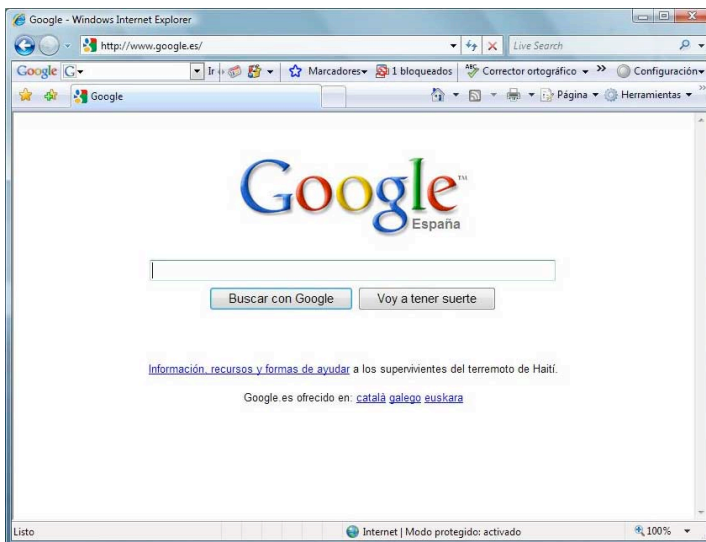 Google - Windows Internet Explorer
http://www.google.es/ Live Search
Google G Ir Marcadores 1 bloqueados ABC Corrector ortográfico » Configuración
Google Página Herramientas »
Google™
España
Buscar con Google Voy a tener suerte
Información, recursos y formas de ayudar a los supervivientes del terremoto de Haití.
Google.es ofrecido en: català galego euskara
Listo Internet | Modo protegido: activado 100%